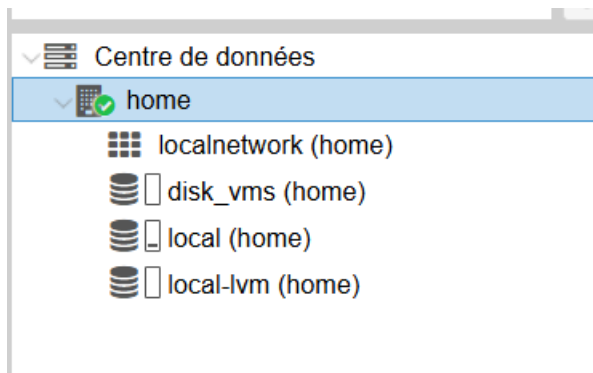 Centre de données
home
localnetwork (home)
disk_vms (home)
local (home)
local-lvm (home)